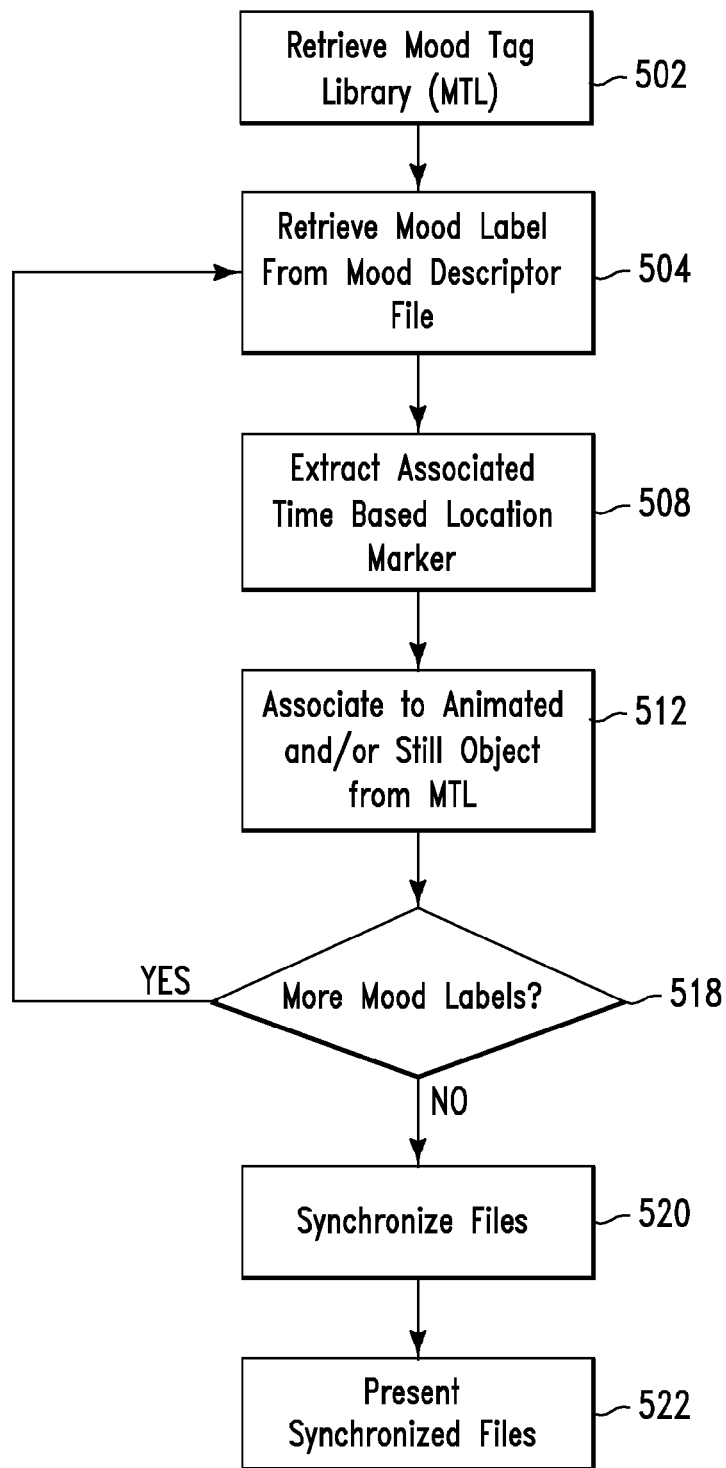 Retrieve Mood Tag
Library (MTL)
502
Retrieve Mood Label
From Mood Descriptor
File
504
Extract Associated
Time Based Location
Marker
508
Associate to Animated
and/or Still Object
from MTL
512
More Mood Labels?
518
YES
NO
Synchronize Files
520
Present
Synchronized Files
522